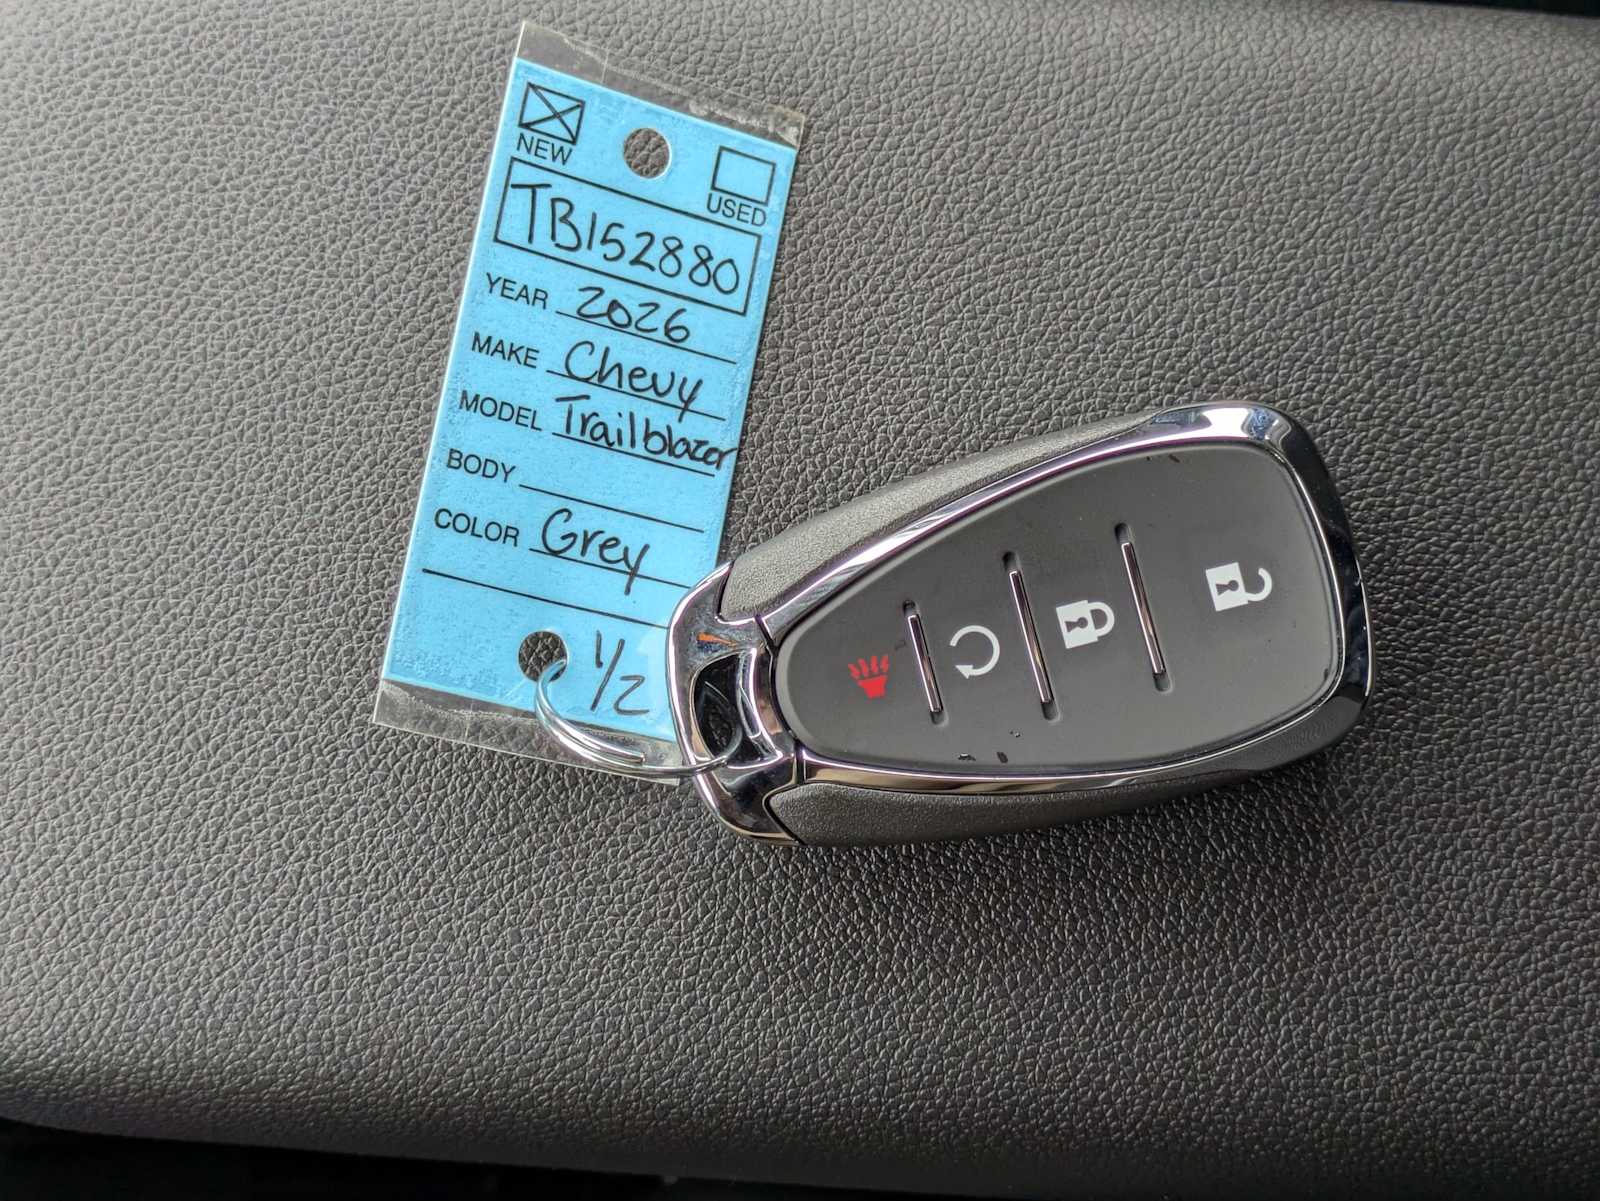 NEW
USED
TB152880
YEAR 2026
MAKE Chevy
MODEL Trailblazer
BODY
COLOR Grey
1/2